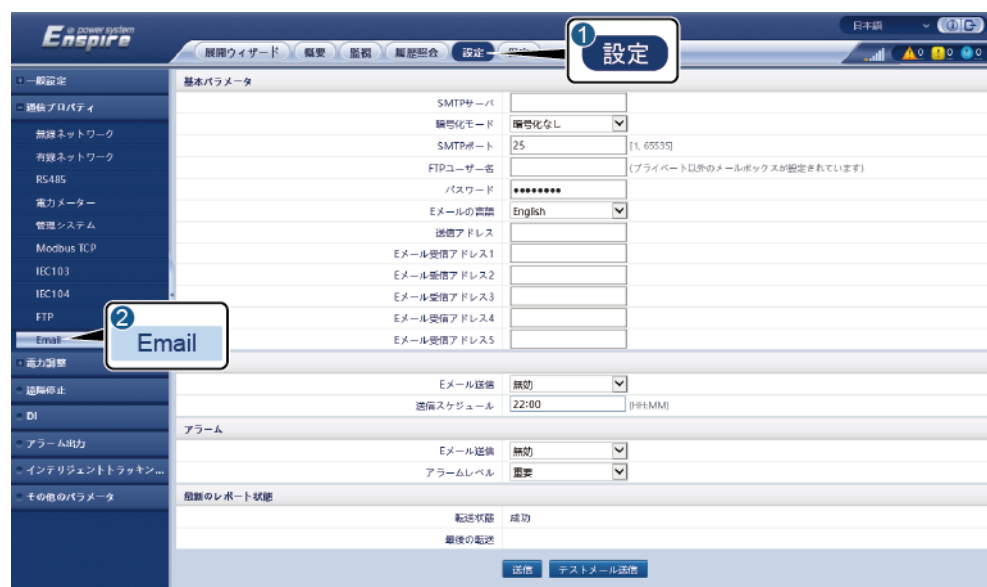 e power system
Enspire
日本語
展開ウィザード 概要 監視 履歴照会 設定
1
設定
0 0 0
一般設定
通信プロパティ
無線ネットワーク
有線ネットワーク
RS485
電力メーター
管理システム
Modbus TCP
IEC103
IEC104
FTP
Email
2
Email
電力調整
遠隔停止
DI
アラーム出力
インテリジェントトラッキン...
その他のパラメータ
基本パラメータ
SMTPサーバ
暗号化モード 暗号化なし
SMTPポート 25 [1, 65535]
FTPユーザー名 (プライベート以外のメールボックスが設定されています)
パスワード ●●●●●●●●
Eメールの言語 English
送信アドレス
Eメール受信アドレス1
Eメール受信アドレス2
Eメール受信アドレス3
Eメール受信アドレス4
Eメール受信アドレス5
Eメール送信 無効
送信スケジュール 22:00 (HH:MM)
アラーム
Eメール送信 無効
アラームレベル 重要
最新のレポート状態
転送状態 成功
最後の転送
送信 テストメール送信